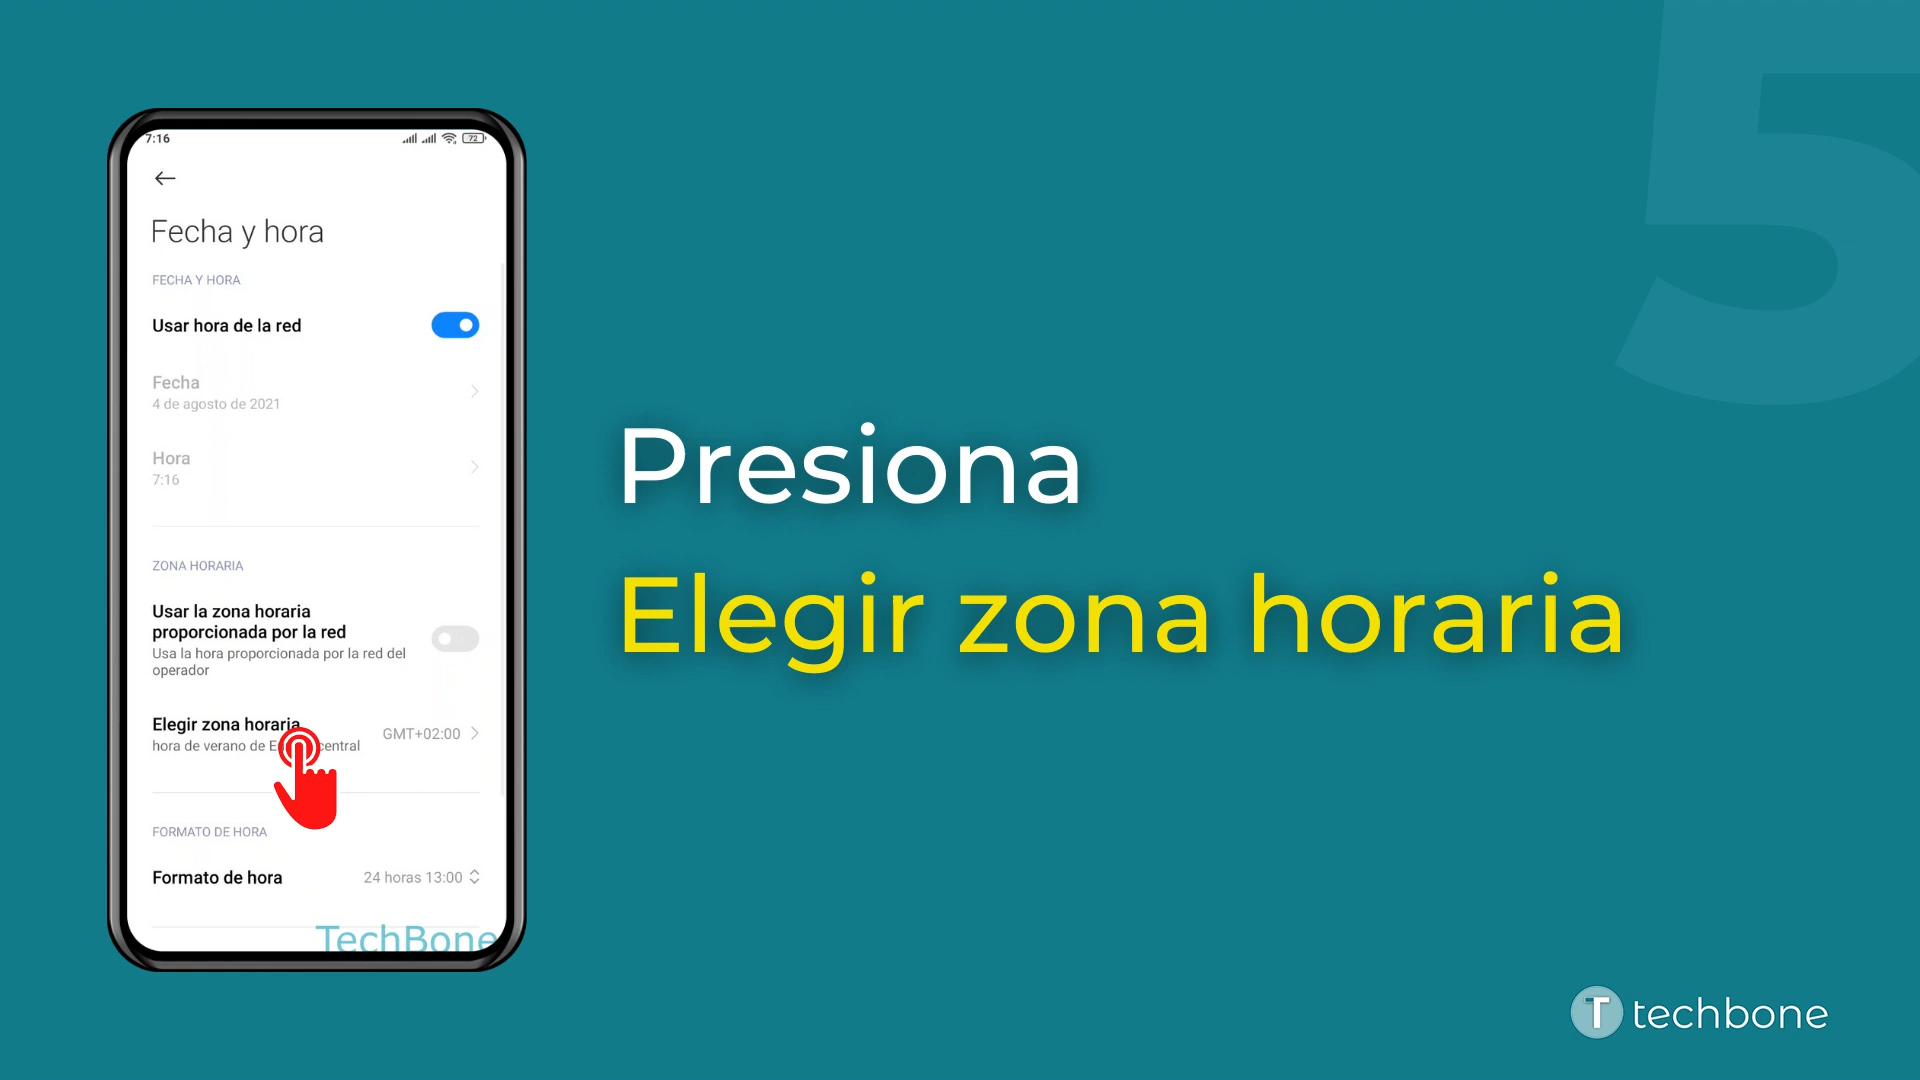 5
7:16
72
Fecha y hora
FECHA Y HORA
Usar hora de la red
Fecha
4 de agosto de 2021
Hora
7:16
ZONA HORARIA
Usar la zona horaria
proporcionada por la red
Usa la hora proporcionada por la red del
operador
Elegir zona horaria
GMT+02:00
hora de verano de central
FORMATO DE HORA
Formato de hora
24 horas 13:00
TechBone
Presiona
Elegir zona horaria
T techbone